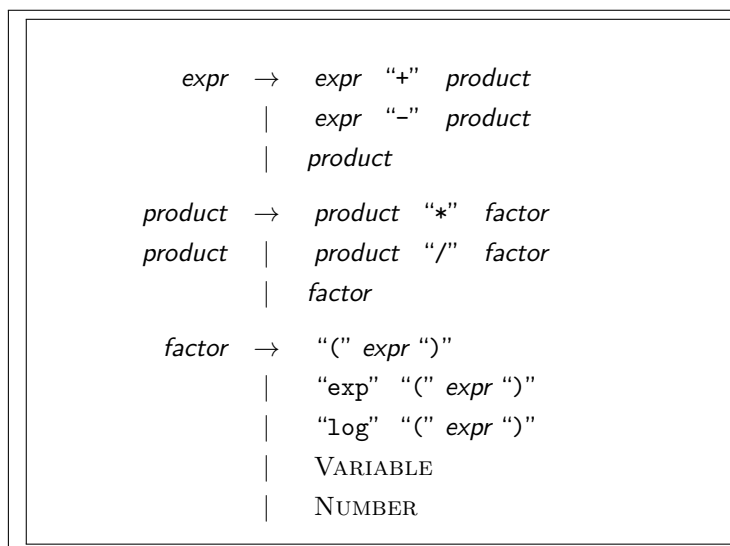 expr → expr “+” product
| expr “-” product
| product
product → product “*” factor
product | product “/” factor
| factor
factor → “(” expr “)”
| “exp” “(” expr “)”
| “log” “(” expr “)”
| VARIABLE
| NUMBER